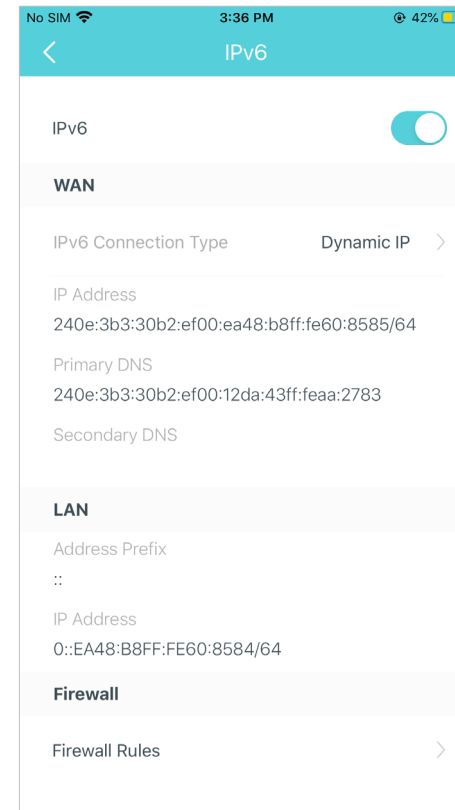 No SIM 3:36 PM 42%
IPv6
IPv6
WAN
IPv6 Connection Type Dynamic IP
IP Address
240e:3b3:30b2:ef00:ea48:b8ff:fe60:8585/64
Primary DNS
240e:3b3:30b2:ef00:12da:43ff:feaa:2783
Secondary DNS
LAN
Address Prefix
::
IP Address
0::EA48:B8FF:FE60:8584/64
Firewall
Firewall Rules